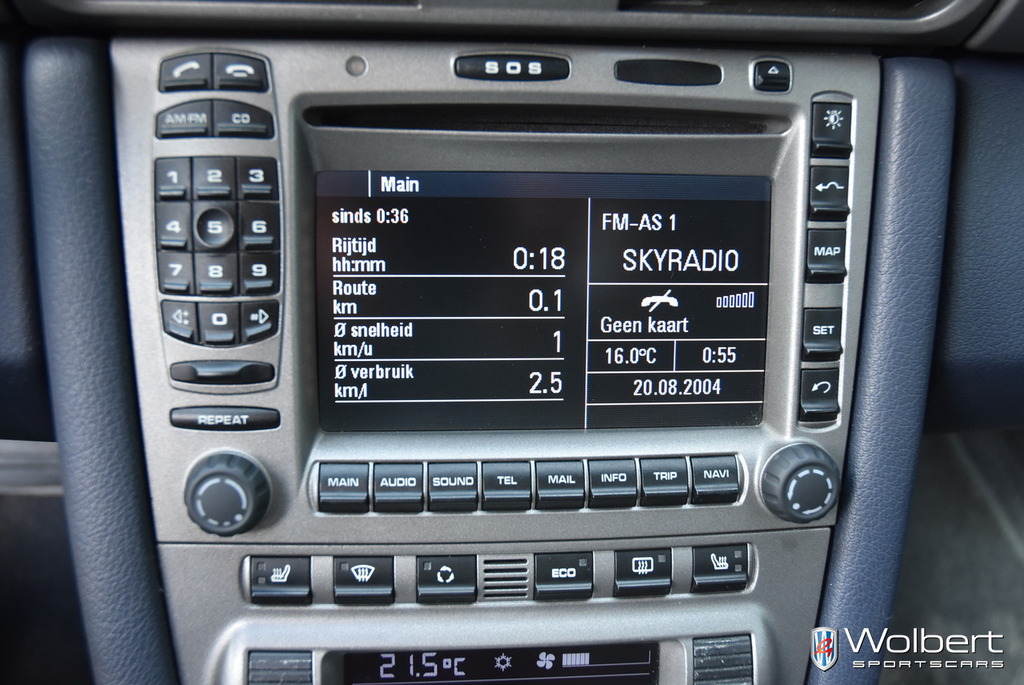 SOS
AM FM CD
1 2 3
4 5 6
7 8 9
0
REPEAT
Main
sinds 0:36
Rijtijd
hh:mm 0:18
Route
km 0.1
Ø snelheid
km/u 1
Ø verbruik
km/l 2.5
FM-AS 1
SKYRADIO
Geen kaart
16.0°C 0:55
20.08.2004
MAP
SET
MAIN AUDIO SOUND TEL MAIL INFO TRIP NAVI
ECO
21.5°C
Wolbert
SPORTSCARS